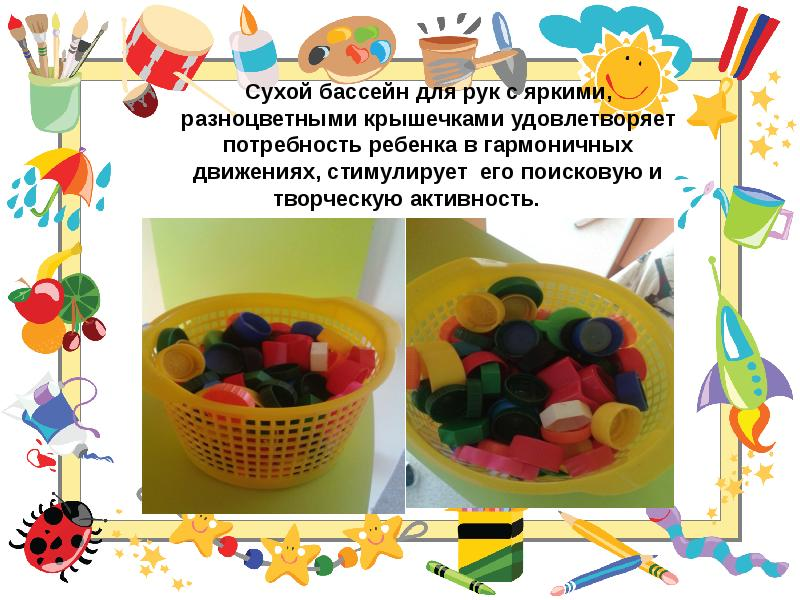 Сухой бассейн для рук с яркими,
разноцветными крышечками удовлетворяет
потребность ребенка в гармоничных
движениях, стимулирует его поисковую и
творческую активность.